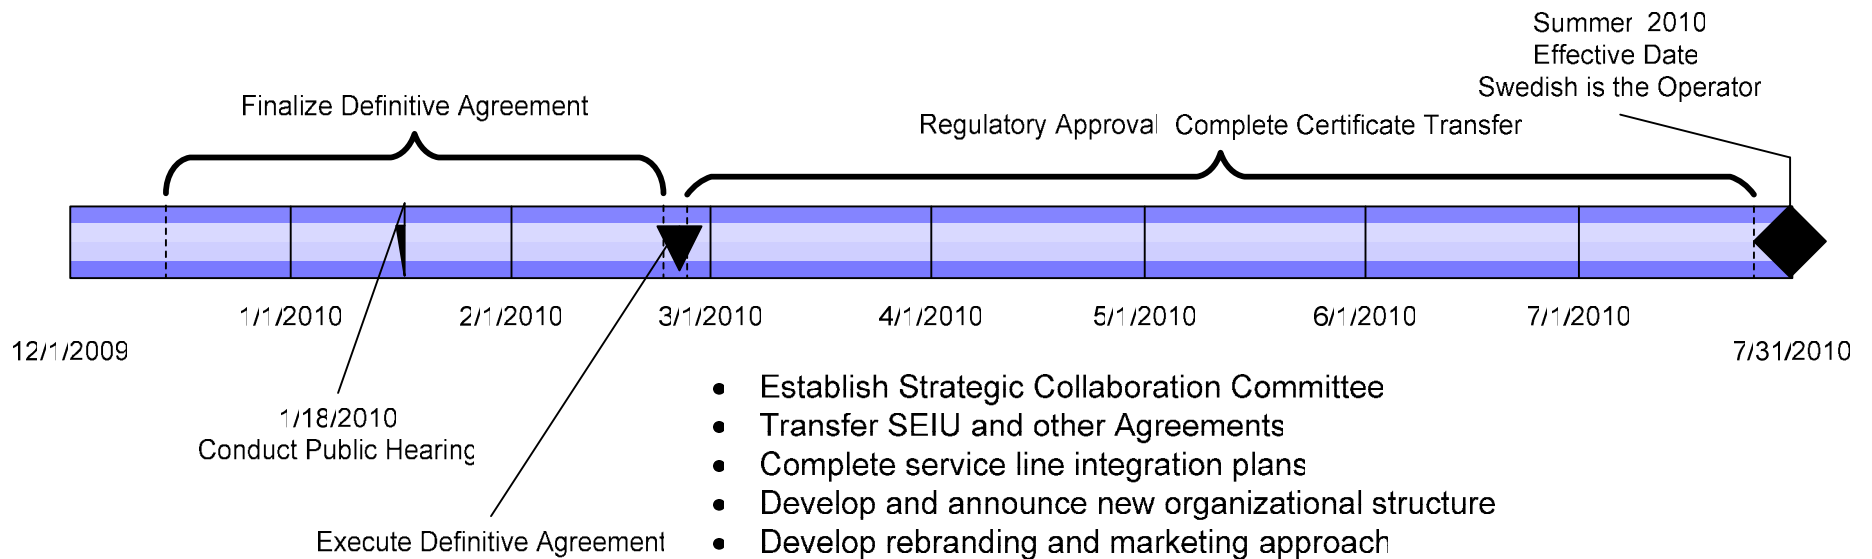 Summer 2010
Effective Date
Swedish is the Operator
Finalize Definitive Agreement
Regulatory Approval Complete Certificate Transfer
1/1/2010
2/1/2010
3/1/2010
4/1/2010
5/1/2010
6/1/2010
7/1/2010
12/1/2009
7/31/2010
1/18/2010
Conduct Public Hearing
Execute Definitive Agreement
• Establish Strategic Collaboration Committee
• Transfer SEIU and other Agreements
• Complete service line integration plans
• Develop and announce new organizational structure
• Develop rebranding and marketing approach